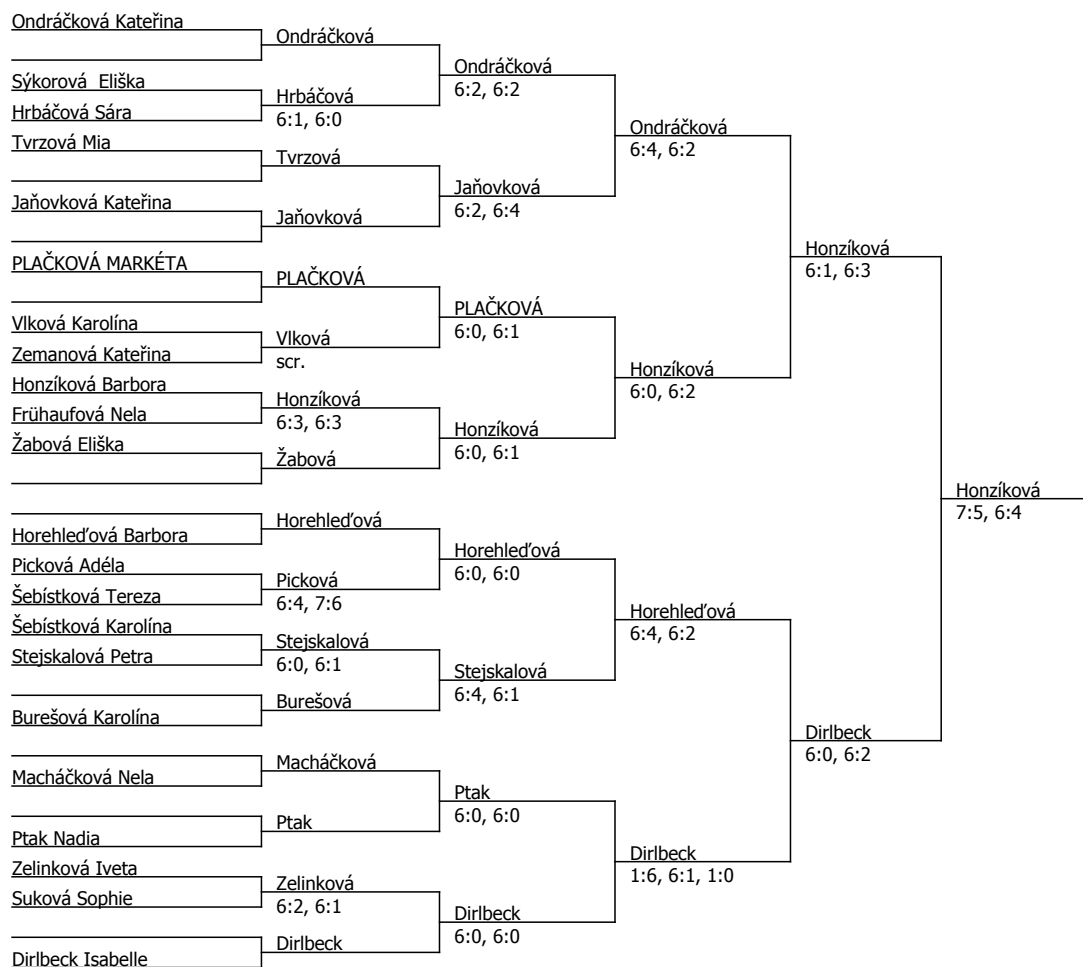 Ondráčková Kateřina
Ondráčková
Ondráčková
6:2, 6:2
Sýkorová  Eliška
Hrbáčová
6:1, 6:0
Hrbáčová Sára
Ondráčková
6:4, 6:2
Tvrzová Mia
Tvrzová
Jaňovková
6:2, 6:4
Jaňovková Kateřina
Jaňovková
Honzíková
6:1, 6:3
PLAČKOVÁ MARKÉTA
PLAČKOVÁ
PLAČKOVÁ
6:0, 6:1
Vlková Karolína
Vlková
scr.
Zemanová Kateřina
Honzíková
6:0, 6:2
Honzíková Barbora
Honzíková
6:3, 6:3
Frühaufová Nela
Honzíková
6:0, 6:1
Žabová Eliška
Žabová
Honzíková
7:5, 6:4
Horehleďová
Horehleďová Barbora
Horehleďová
6:0, 6:0
Picková Adéla
Picková
6:4, 7:6
Šebístková Tereza
Horehleďová
6:4, 6:2
Šebístková Karolína
Stejskalová
6:0, 6:1
Stejskalová Petra
Stejskalová
6:4, 6:1
Burešová
Burešová Karolína
Dirlbeck
6:0, 6:2
Macháčková
Macháčková Nela
Ptak
6:0, 6:0
Ptak
Ptak Nadia
Dirlbeck
1:6, 6:1, 1:0
Zelinková Iveta
Zelinková
6:2, 6:1
Suková Sophie
Dirlbeck
6:0, 6:0
Dirlbeck
Dirlbeck Isabelle